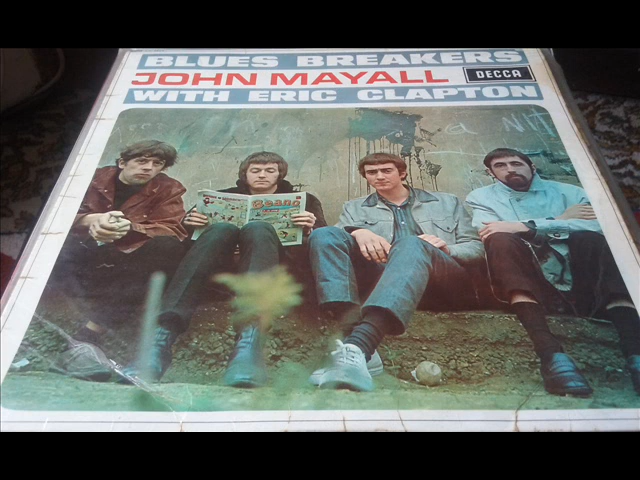 BLUES BREAKERS
JOHN MAYALL
DECCA
WITH ERIC CLAPTON
Beano